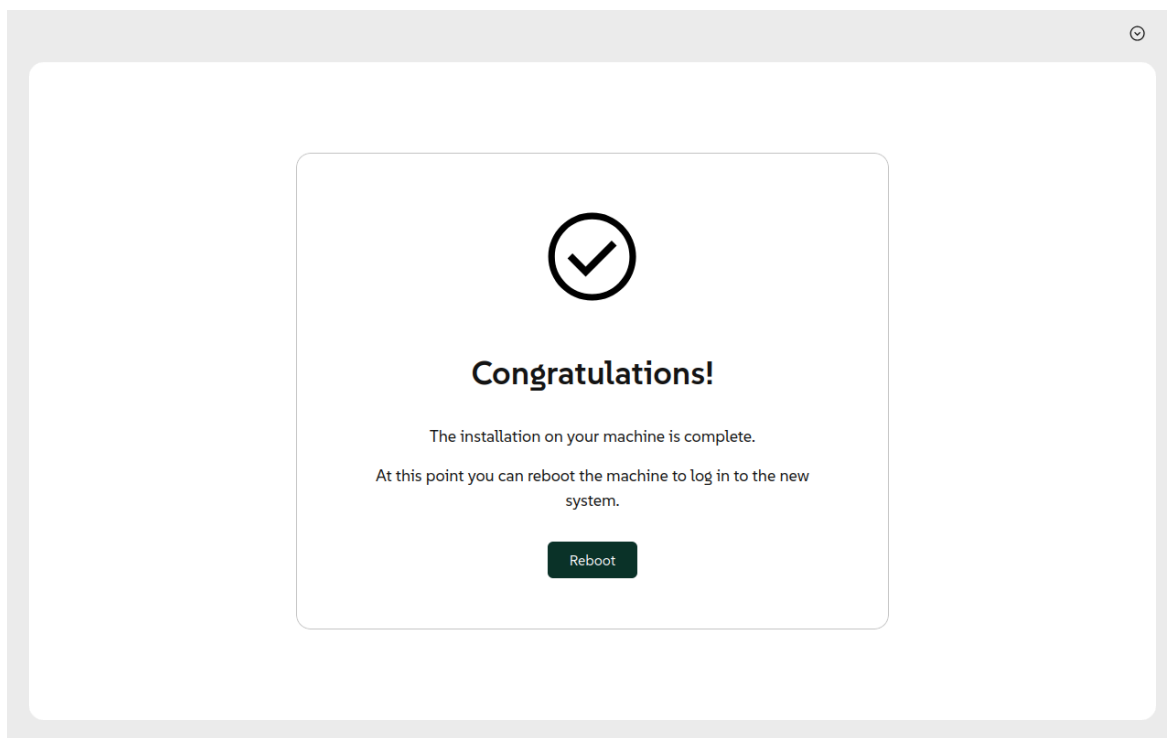 Congratulations!
The installation on your machine is complete.
At this point you can reboot the machine to log in to the new
system.
Reboot